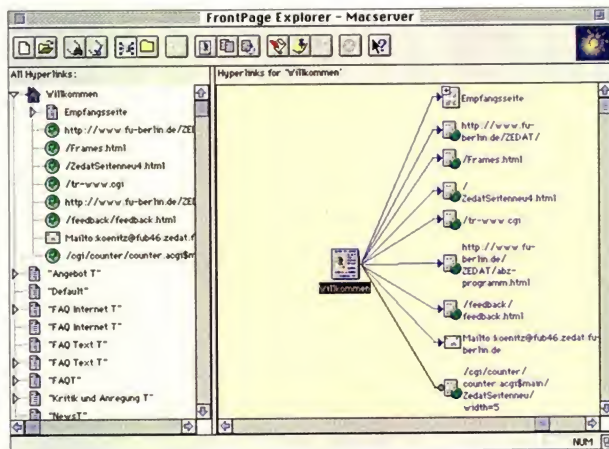 FrontPage Explorer - Macserver
All Hyperlinks:
Willkommen
Empfangsseite
http://www.fu-berlin.de/ZED
/Frames.html
/ZedatSeitenneu4.html
/tr-www.cgi
http://www.fu-berlin.de/ZED
/feedback/feedback.html
Mailto:koenitz@fub46.zedat.f
/cgi/counter/counter.acgi$m
"Angebot T"
"Default"
"FAQ Internet T"
"FAQ Internet T"
"FAQ Text T"
"FAQ Text T"
"FAQT"
"Kritik und Anregung T"
"NewsT"
Hyperlinks for 'Willkommen'
Willkommen
Empfangsseite
http://www.fu-
berlin.de/ZEDAT/
/Frames.html
/
ZedatSeitenneu4.html
/tr-www.cgi
http://www.fu-
berlin.de/
ZEDAT/abz-
programm.html
/feedback/
feedback.html
Mailto:koenitz@fub46.zedat.fu-
berlin.de
/cgi/counter/
counter.acgi$main/
ZedatSeitenneu/
width=5
NUM